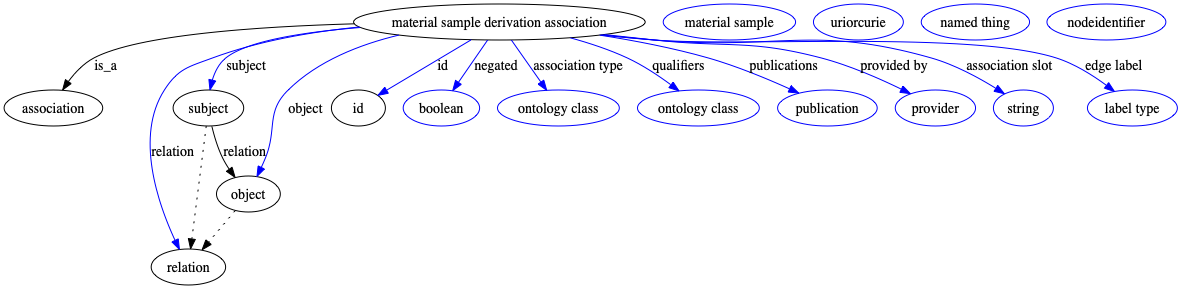 material sample derivation association
material sample
uriorcurie
named thing
nodeidentifier
is_a
subject
id
negated
association type
qualifiers
publications
provided by
association slot
edge label
association
subject
object
id
boolean
ontology class
ontology class
publication
provider
string
label type
relation
relation
object
relation